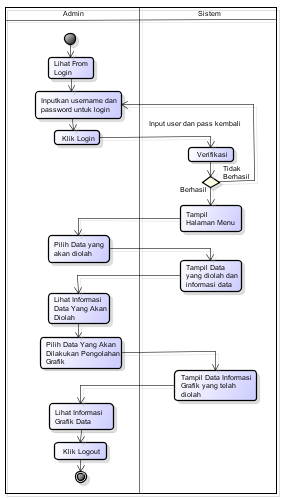 Admin
Sistem
Lihat From
Login
Inputkan username dan
password untuk login
Input user dan pass kembali
Klik Login
Verifikasi
Tidak
Berhasil
Berhasil
Tampil
Halaman Menu
Pilih Data yang
akan diolah
Tampil Data
yang diolah dan
informasi data
Lihat Informasi
Data Yang Akan
Diolah
Pilih Data Yang Akan
Dilakukan Pengolahan
Grafik
Tampil Data Informasi
Grafik yang telah
diolah
Lihat Informasi
Grafik Data
Klik Logout